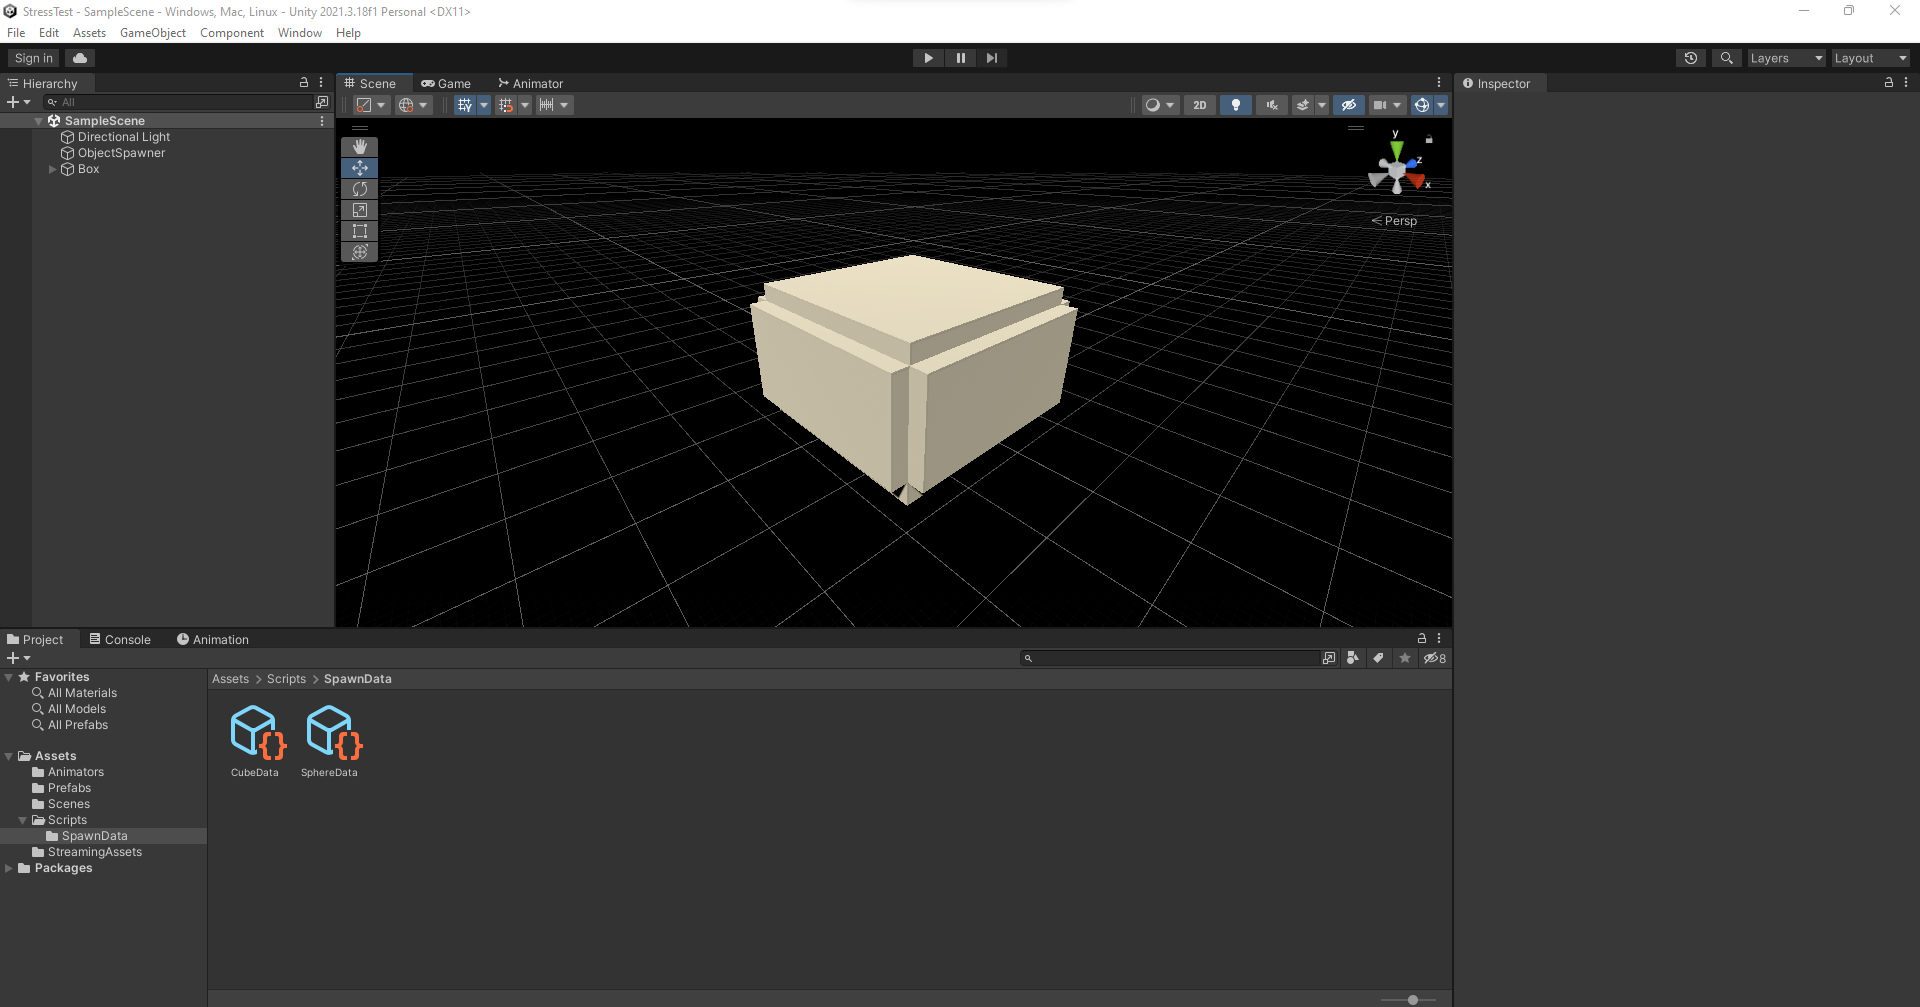 StressTest - SampleScene - Windows, Mac, Linux - Unity 2021.3.18f1 Personal <DX11>
File Edit Assets GameObject Component Window Help
Sign in Layers Layout
Hierarchy
All
SampleScene
Directional Light
ObjectSpawner
Box
Scene Game Animator
2D
y
z
x
Persp
Inspector
Project Console Animation
8
Favorites
All Materials
All Models
All Prefabs
Assets
Animators
Prefabs
Scenes
Scripts
SpawnData
StreamingAssets
Packages
Assets > Scripts > SpawnData
CubeData SphereData